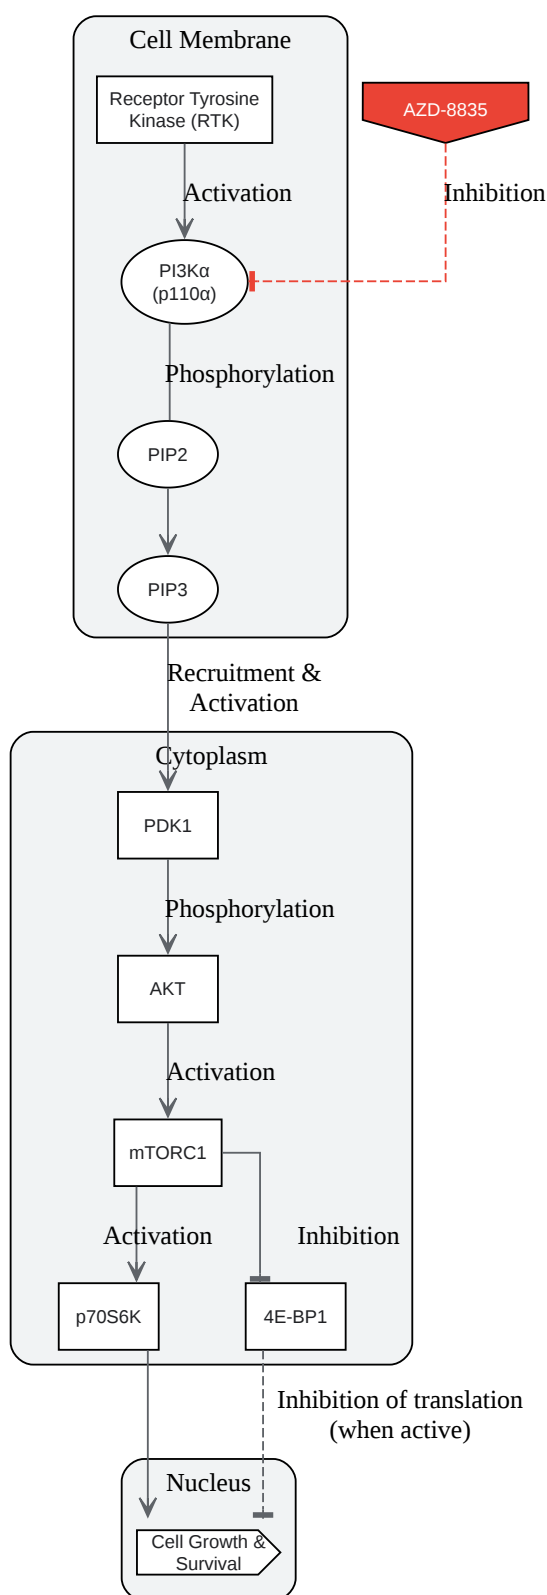 Cell Membrane
Receptor Tyrosine
Kinase (RTK)
AZD-8835
Activation
Inhibition
PI3Kα
(p110α)
Phosphorylation
PIP2
PIP3
Recruitment &
Activation
Cytoplasm
PDK1
Phosphorylation
AKT
Activation
mTORC1
Activation
Inhibition
p70S6K
4E-BP1
Inhibition of translation
(when active)
Nucleus
Cell Growth &
Survival